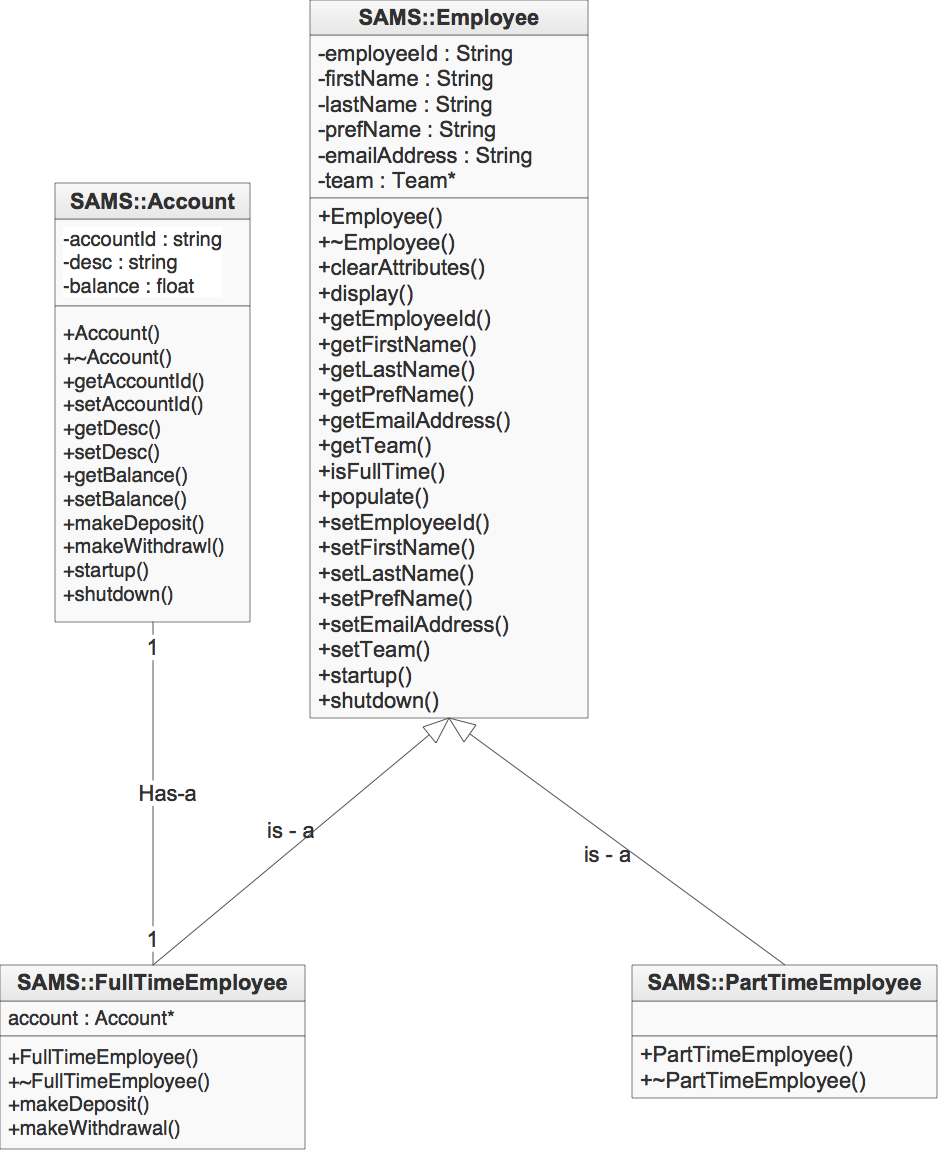 SAMS::Employee
-employeeId : String
-firstName : String
-lastName : String
-prefName : String
-emailAddress : String
-team : Team*
+Employee()
+~Employee()
+clearAttributes()
+display()
+getEmployeeId()
+getFirstName()
+getLastName()
+getPrefName()
+getEmailAddress()
+getTeam()
+isFullTime()
+populate()
+setEmployeeId()
+setFirstName()
+setLastName()
+setPrefName()
+setEmailAddress()
+setTeam()
+startup()
+shutdown()
SAMS::Account
-accountId : string
-desc : string
-balance : float
+Account()
+~Account()
+getAccountId()
+setAccountId()
+getDesc()
+setDesc()
+getBalance()
+setBalance()
+makeDeposit()
+makeWithdrawl()
+startup()
+shutdown()
1
Has-a
1
is - a
is - a
SAMS::FullTimeEmployee
account : Account*
+FullTimeEmployee()
+~FullTimeEmployee()
+makeDeposit()
+makeWithdrawal()
SAMS::PartTimeEmployee
+PartTimeEmployee()
+~PartTimeEmployee()